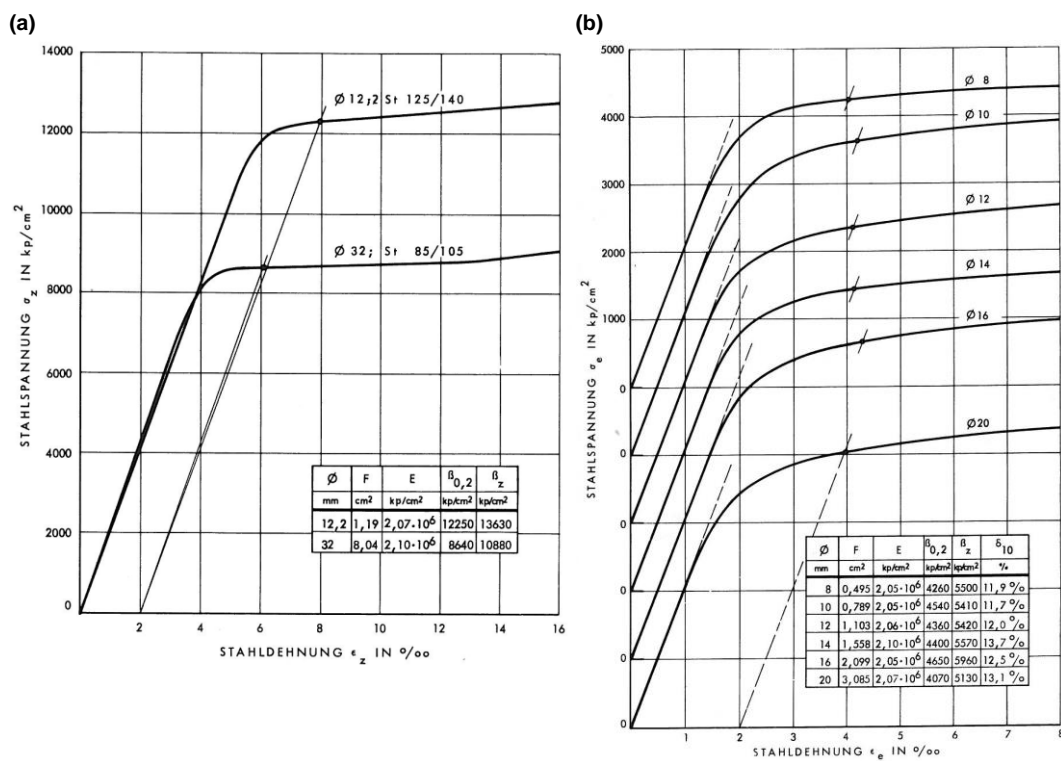 (a)
14000
12000
10000
8000
6000
4000
2000
0
STAHLSPANNUNG σz IN kp/cm²
Ø 12,2 St 125/140
Ø 32; St 85/105
Ø F E β0,2 βz
mm cm² kp/cm² kp/cm² kp/cm²
12,2 1,19 2,07·10⁶ 12250 13630
32 8,04 2,10·10⁶ 8640 10880
2 4 6 8 10 12 14 16
STAHLDEHNUNG εz IN ‰
(b)
5000
4000
3000
2000
1000
0
0
0
0
0
0
STAHLSPANNUNG σe IN kp/cm²
Ø 8
Ø 10
Ø 12
Ø 14
Ø 16
Ø 20
Ø F E β0,2 βz δ10
mm cm² kp/cm² kp/cm² kp/cm² %
8 0,495 2,05·10⁶ 4260 5500 11,9 %
10 0,789 2,05·10⁶ 4540 5410 11,7 %
12 1,103 2,06·10⁶ 4360 5420 12,0 %
14 1,558 2,10·10⁶ 4400 5570 13,7 %
16 2,099 2,05·10⁶ 4650 5960 12,5 %
20 3,085 2,07·10⁶ 4070 5130 13,1 %
1 2 3 4 5 6 7 8
STAHLDEHNUNG εe IN ‰